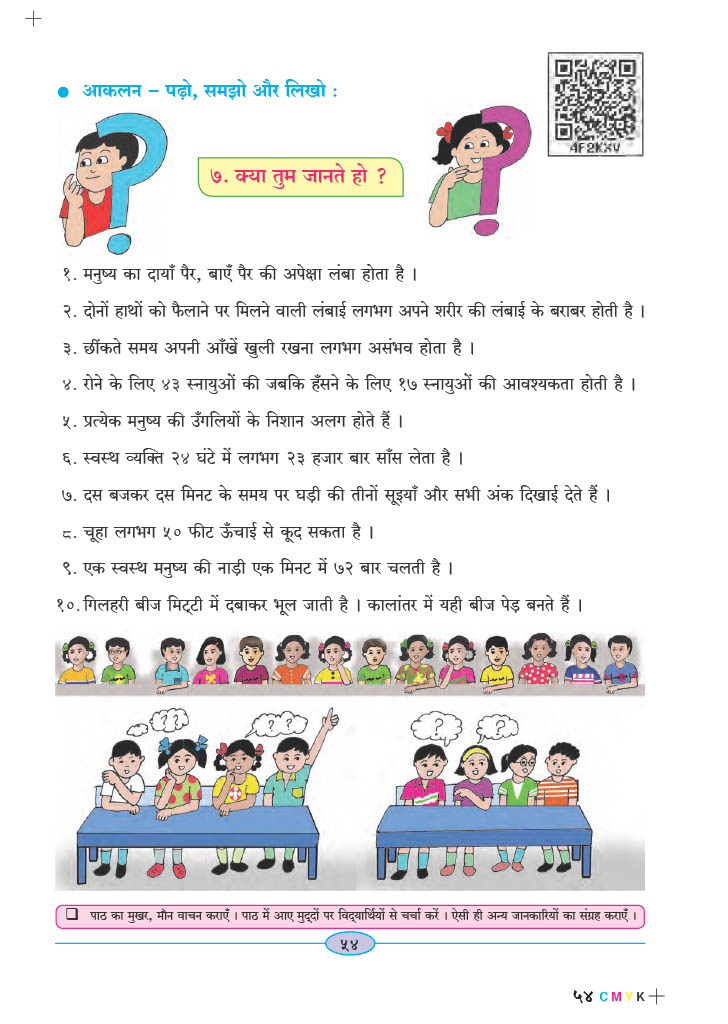 ● आकलन – पढ़ो, समझो और लिखो :
4F2KXV
७. क्या तुम जानते हो ?
१. मनुष्य का दायाँ पैर, बाएँ पैर की अपेक्षा लंबा होता है ।
२. दोनों हाथों को फैलाने पर मिलने वाली लंबाई लगभग अपने शरीर की लंबाई के बराबर होती है ।
३. छींकते समय अपनी आँखें खुली रखना लगभग असंभव होता है ।
४. रोने के लिए ४३ स्नायुओं की जबकि हँसने के लिए १७ स्नायुओं की आवश्यकता होती है ।
५. प्रत्येक मनुष्य की उँगलियों के निशान अलग होते हैं ।
६. स्वस्थ व्यक्ति २४ घंटे में लगभग २३ हजार बार साँस लेता है ।
७. दस बजकर दस मिनट के समय पर घड़ी की तीनों सूइयाँ और सभी अंक दिखाई देते हैं ।
८. चूहा लगभग ५० फीट ऊँचाई से कूद सकता है ।
९. एक स्वस्थ मनुष्य की नाड़ी एक मिनट में ७२ बार चलती है ।
१०. गिलहरी बीज मिट्टी में दबाकर भूल जाती है । कालांतर में यही बीज पेड़ बनते हैं ।
? ?
? ?
?
?
❑ पाठ का मुखर, मौन वाचन कराएँ । पाठ में आए मुद्दों पर विद्यार्थियों से चर्चा करें । ऐसी ही अन्य जानकारियों का संग्रह कराएँ ।
५४
५४ C M Y K